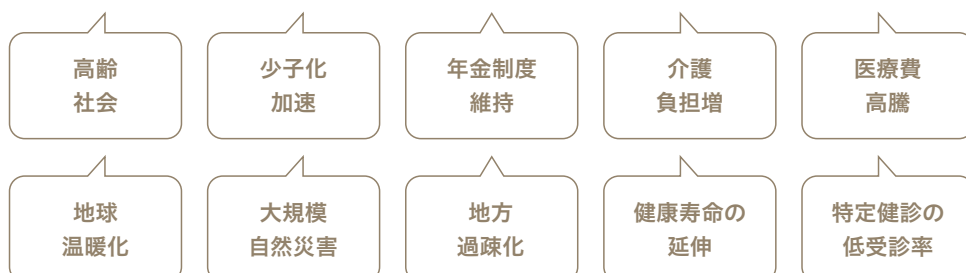 高齢
社会
少子化
加速
年金制度
維持
介護
負担増
医療費
高騰
地球
温暖化
大規模
自然災害
地方
過疎化
健康寿命の
延伸
特定健診の
低受診率